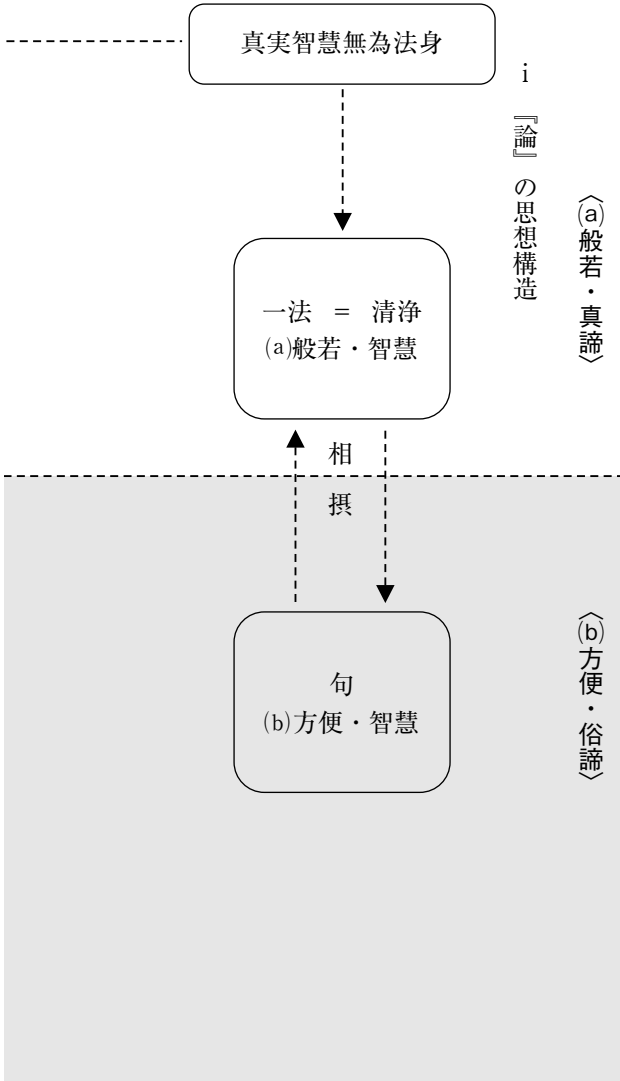 〈(a)般若・真諦〉
〈(b)方便・俗諦〉
i 『論』の思想構造
真実智慧無為法身
一法 = 清浄
(a)般若・智慧
相
摂
句
(b)方便・智慧